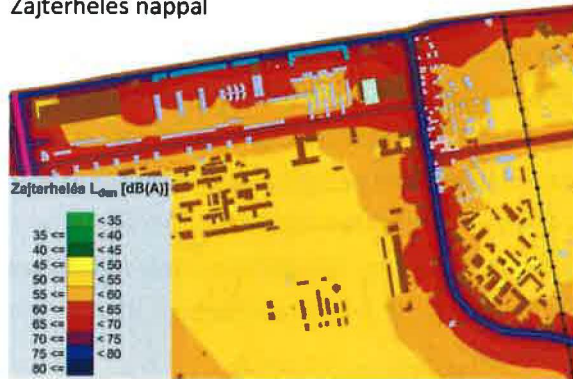 Zajterhelés nappal
Zajterhelés Lden [dB(A)]
< 35
35 <= < 40
40 <= < 45
45 <= < 50
50 <= < 55
55 <= < 60
60 <= < 65
65 <= < 70
70 <= < 75
75 <= < 80
80 <=